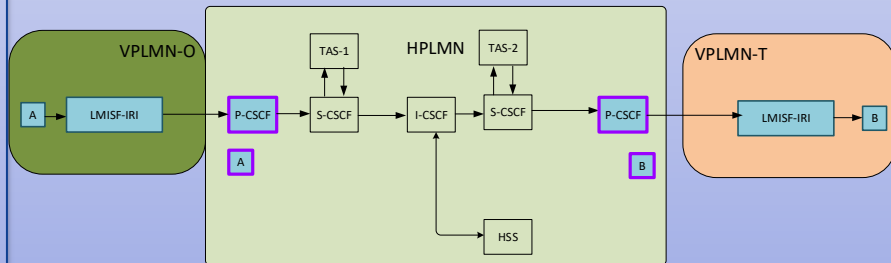 VPLMN-O
TAS-1
HPLMN
TAS-2
VPLMN-T
A
LMISF-IRI
P-CSCF
S-CSCF
I-CSCF
S-CSCF
P-CSCF
LMISF-IRI
B
A
B
HSS